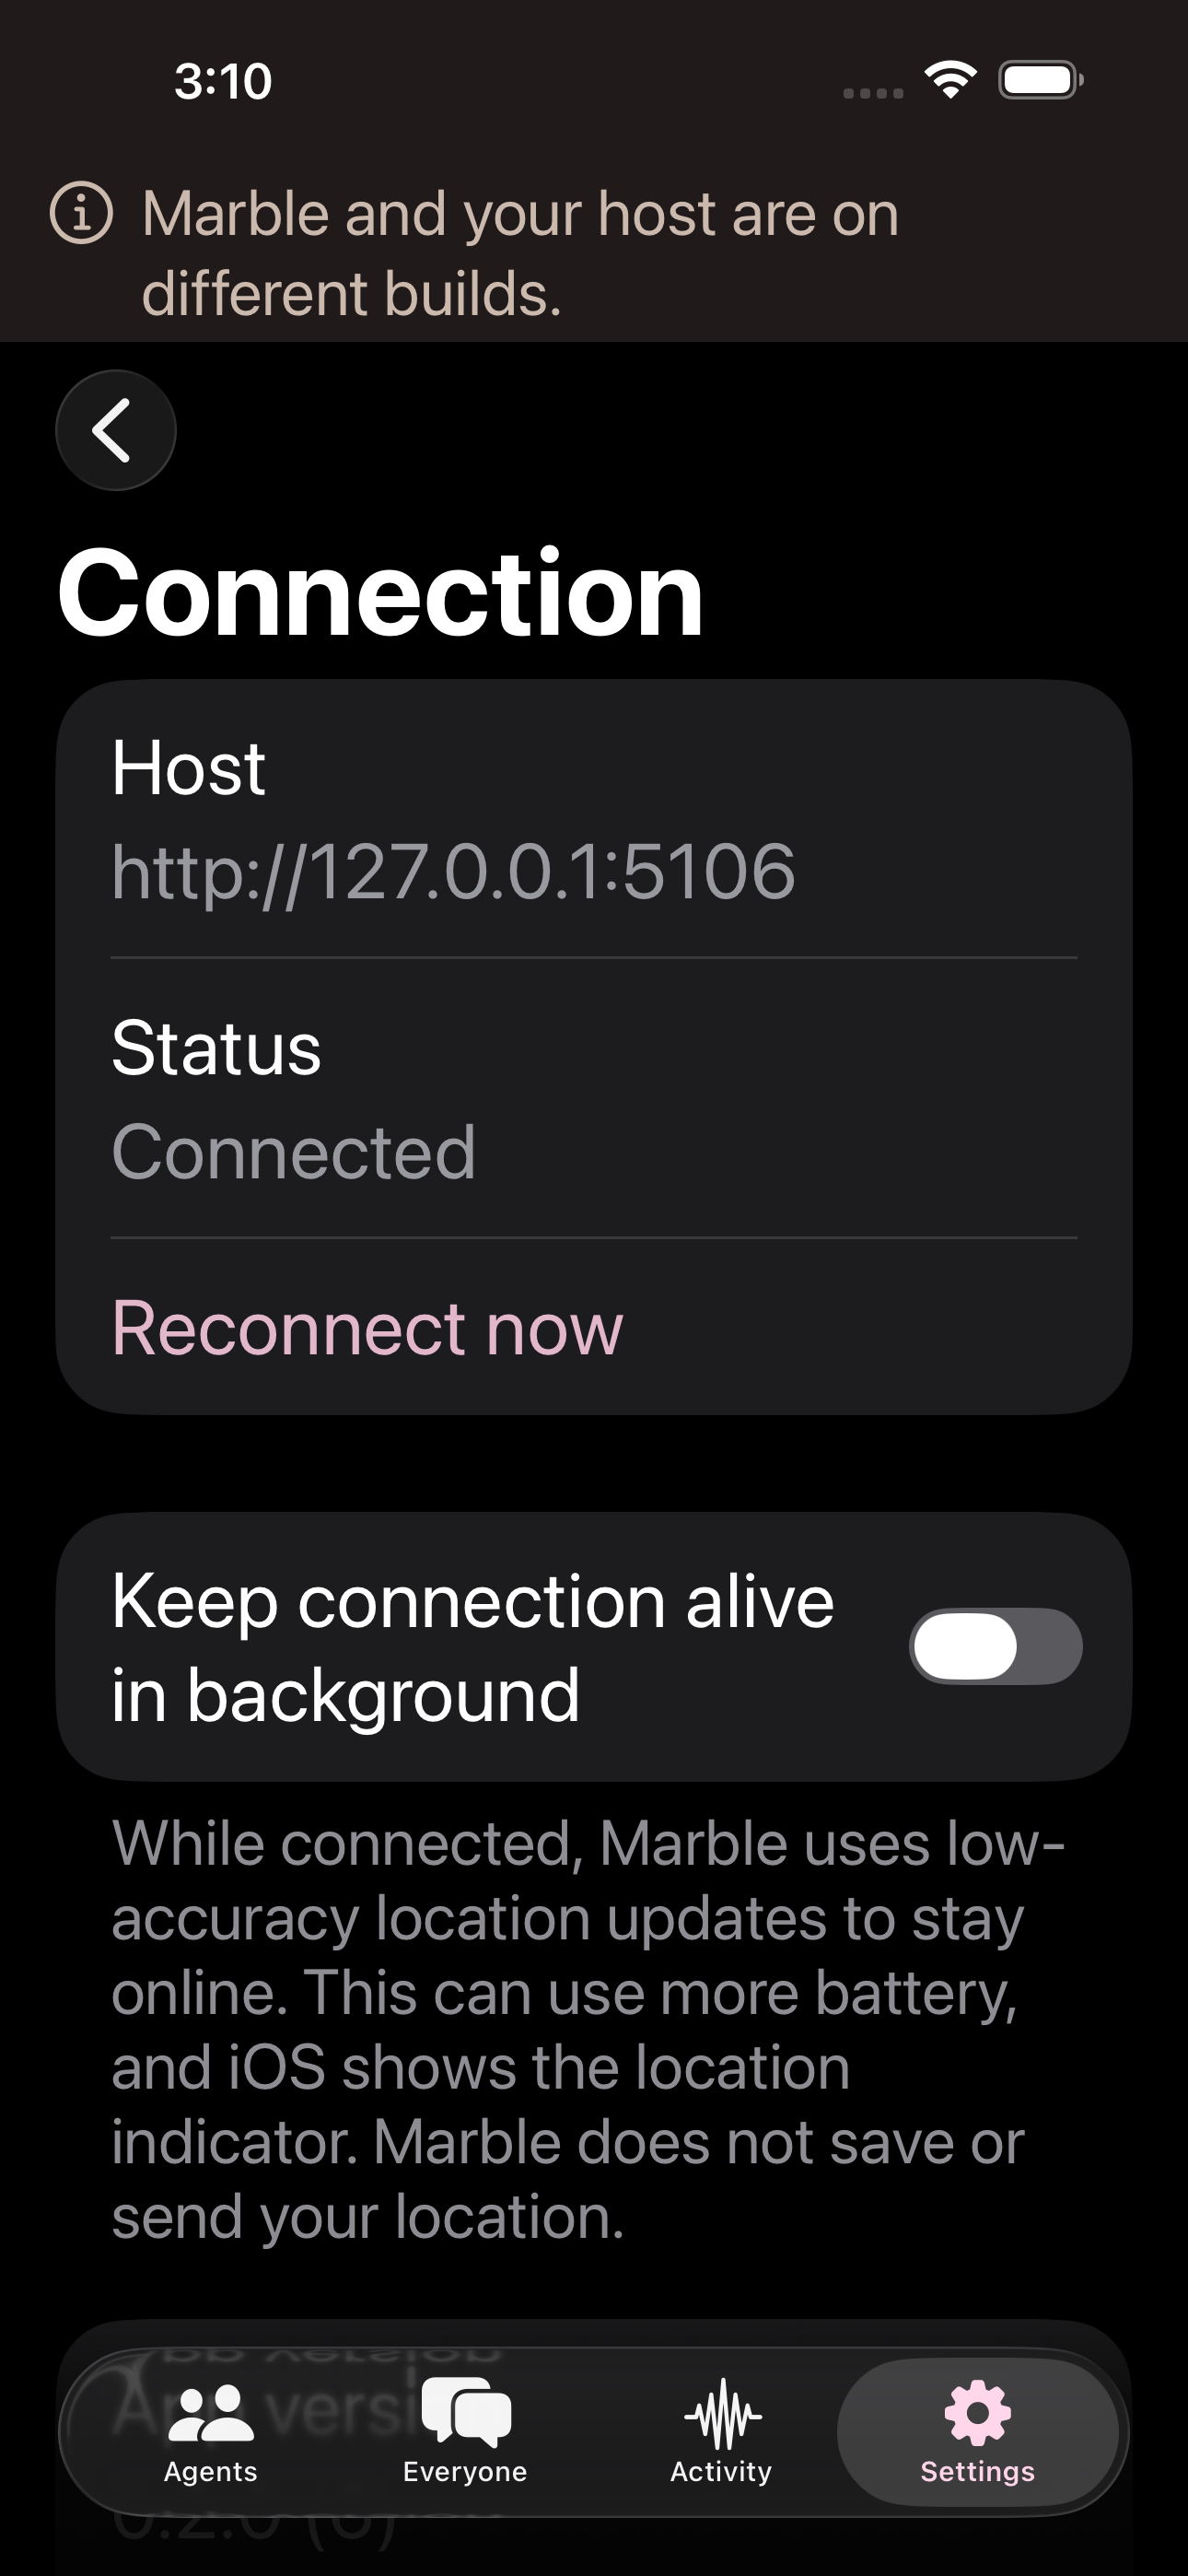 3:10
Marble and your host are on
different builds.
Connection
Host
http://127.0.0.1:5106
Status
Connected
Reconnect now
Keep connection alive
in background
While connected, Marble uses low-
accuracy location updates to stay
online. This can use more battery,
and iOS shows the location
indicator. Marble does not save or
send your location.
Agents
Everyone
Activity
Settings